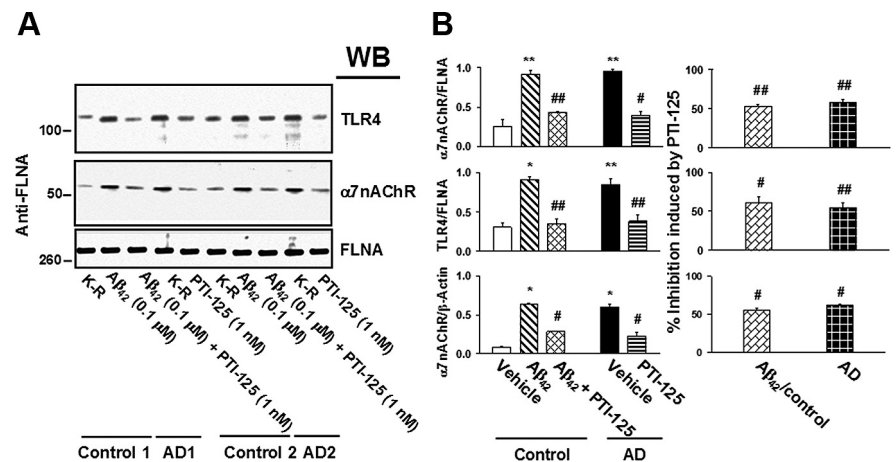 A
WB
Anti-FLNA
100
50
260
TLR4
α7nAChR
FLNA
K-R
Aβ42 (0.1 μM)
Aβ42 (0.1 μM) + PTI-125 (1 nM)
K-R
PTI-125 (1 nM)
K-R
Aβ42 (0.1 μM)
Aβ42 (0.1 μM) + PTI-125 (1 nM)
K-R
PTI-125 (1 nM)
Control 1
AD1
Control 2
AD2
B
α7nAChR/FLNA
1.0
0.5
0.0
**
##
**
#
TLR4/FLNA
1.0
0.5
0.0
*
##
**
##
α7nAChR/β-Actin
1.0
0.5
0.0
*
#
*
#
Vehicle
Aβ42
Aβ42 + PTI-125
Vehicle
PTI-125
Control
AD
% Inhibition induced by PTI-125
100
50
0
##
##
100
50
0
#
##
100
50
0
#
#
Aβ42/control
AD